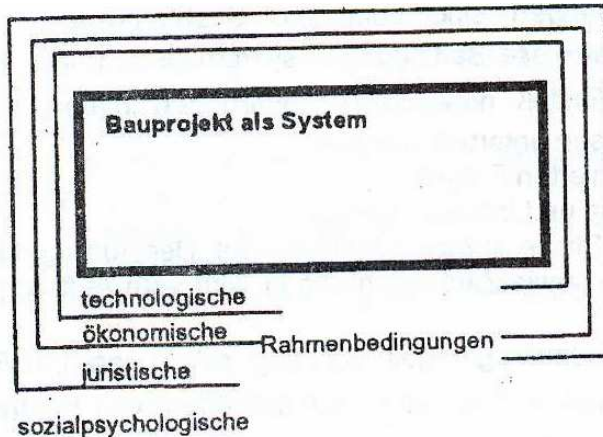 Bauprojekt als System
technologische
ökonomische
Rahmenbedingungen
juristische
sozialpsychologische